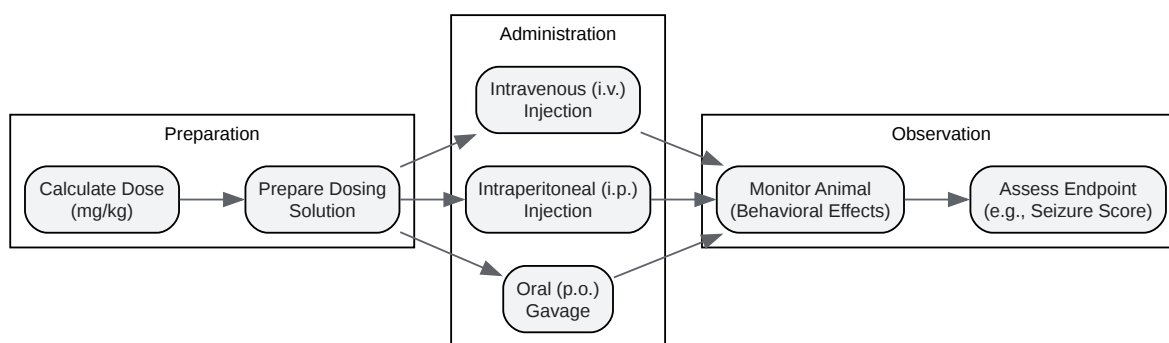 Preparation
Calculate Dose
(mg/kg)
Prepare Dosing
Solution
Administration
Intravenous (i.v.)
Injection
Intraperitoneal (i.p.)
Injection
Oral (p.o.)
Gavage
Observation
Monitor Animal
(Behavioral Effects)
Assess Endpoint
(e.g., Seizure Score)